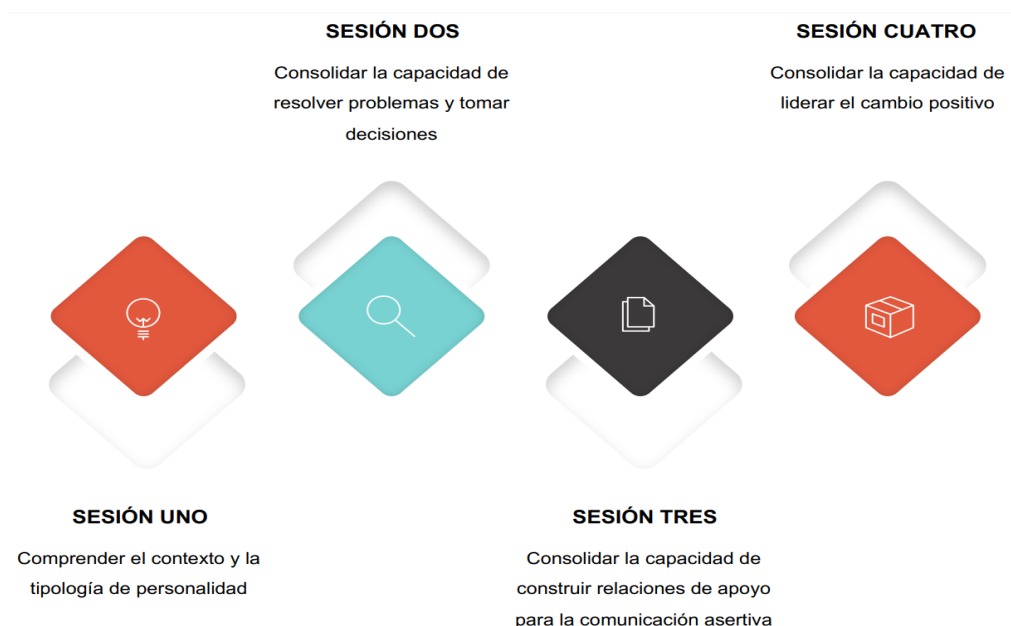 SESIÓN DOS
Consolidar la capacidad de
resolver problemas y tomar
decisiones
SESIÓN CUATRO
Consolidar la capacidad de
liderar el cambio positivo
SESIÓN UNO
Comprender el contexto y la
tipología de personalidad
SESIÓN TRES
Consolidar la capacidad de
construir relaciones de apoyo
para la comunicación asertiva